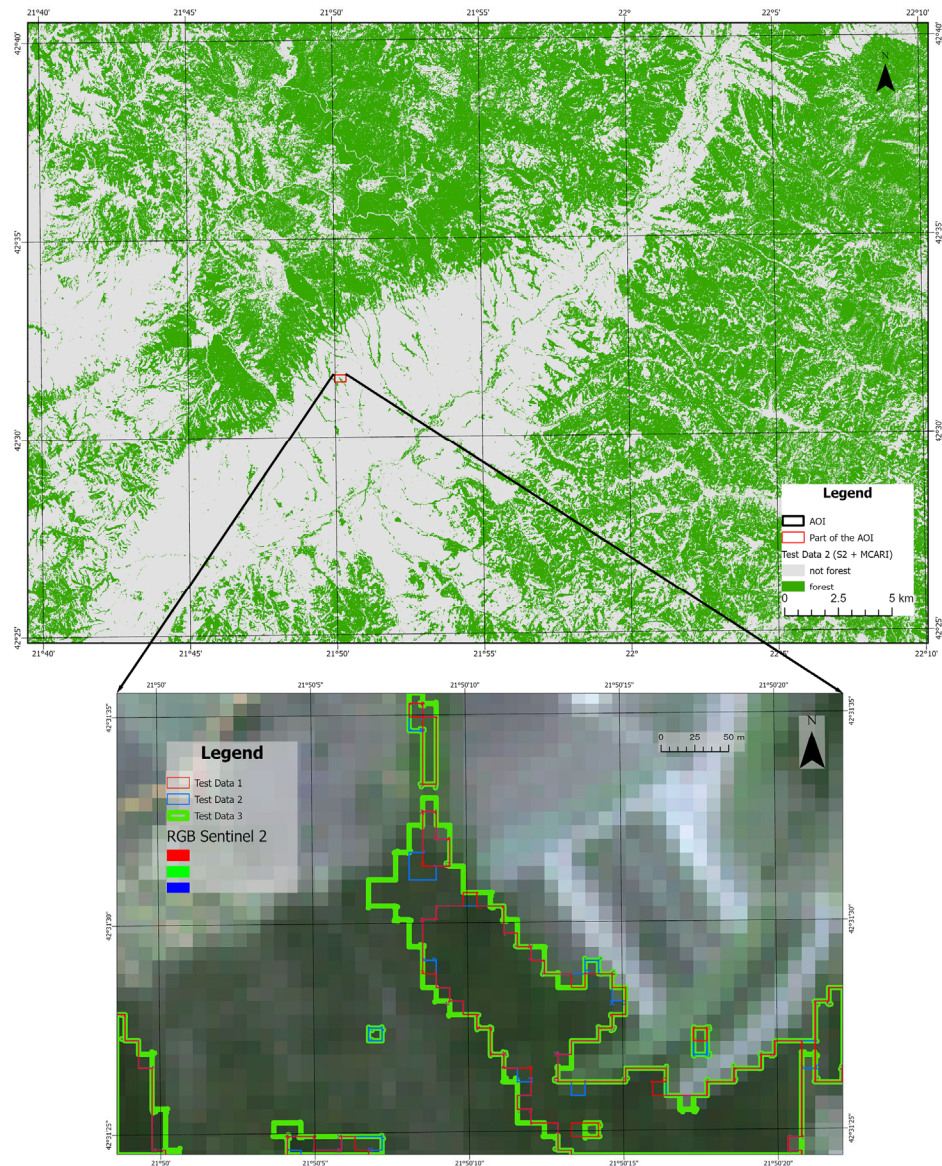 21°40' 21°45' 21°50' 21°55' 22° 22°5' 22°10'
42°40' 42°40'
N
42°35' 42°35'
42°30' 42°30'
Legend
AOI
Part of the AOI
Test Data 2 (S2 + MCARI)
not forest
forest
0 2.5 5 km
42°25' 42°25'
21°40' 21°45' 21°50' 21°55' 22° 22°5' 22°10'
21°50' 21°50'5" 21°50'10" 21°50'15" 21°50'20"
42°31'35" 42°31'35"
N
0 25 50 m
Legend
Test Data 1
Test Data 2
Test Data 3
RGB Sentinel 2
42°31'30" 42°31'30"
42°31'25" 42°31'25"
21°50' 21°50'5" 21°50'10" 21°50'15" 21°50'20"